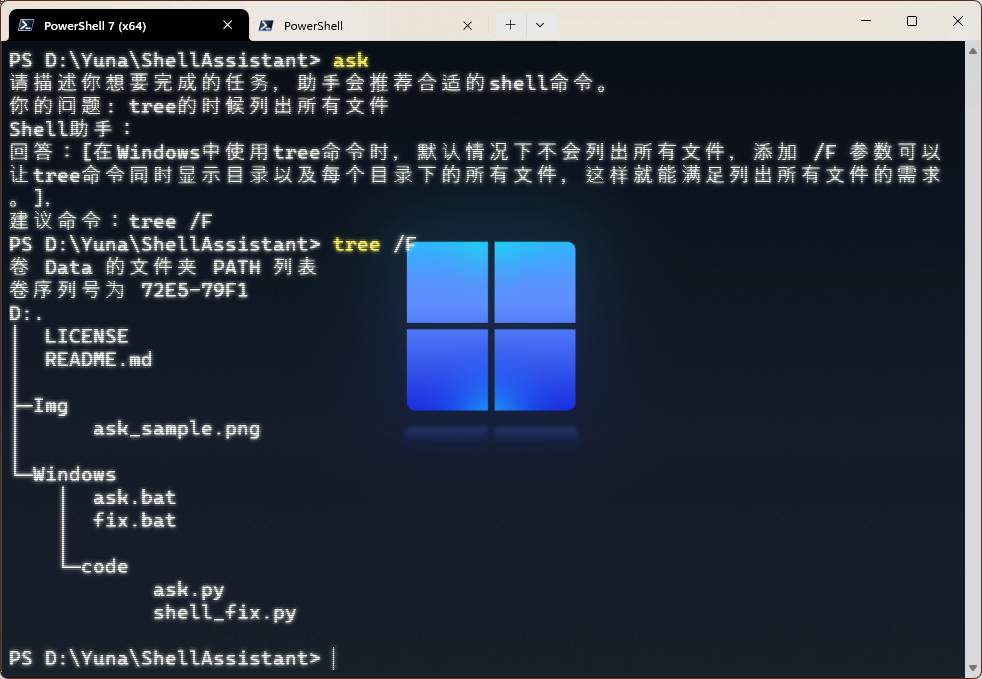 PowerShell 7 (x64)
PowerShell
PS D:\Yuna\ShellAssistant> ask
请描述你想要完成的任务，助手会推荐合适的shell命令。
你的问题: tree的时候列出所有文件
Shell助手：
回答：[在Windows中使用tree命令时，默认情况下不会列出所有文件，添加 /F 参数可以
让tree命令同时显示目录以及每个目录下的所有文件，这样就能满足列出所有文件的需求
。],
建议命令：tree /F
PS D:\Yuna\ShellAssistant> tree /F
卷 Data 的文件夹 PATH 列表
卷序列号为 72E5-79F1
D:.
│  LICENSE
│  README.md
│
├─Img
│      ask_sample.png
│
└─Windows
    │  ask.bat
    │  fix.bat
    │
    └─code
            ask.py
            shell_fix.py
PS D:\Yuna\ShellAssistant>